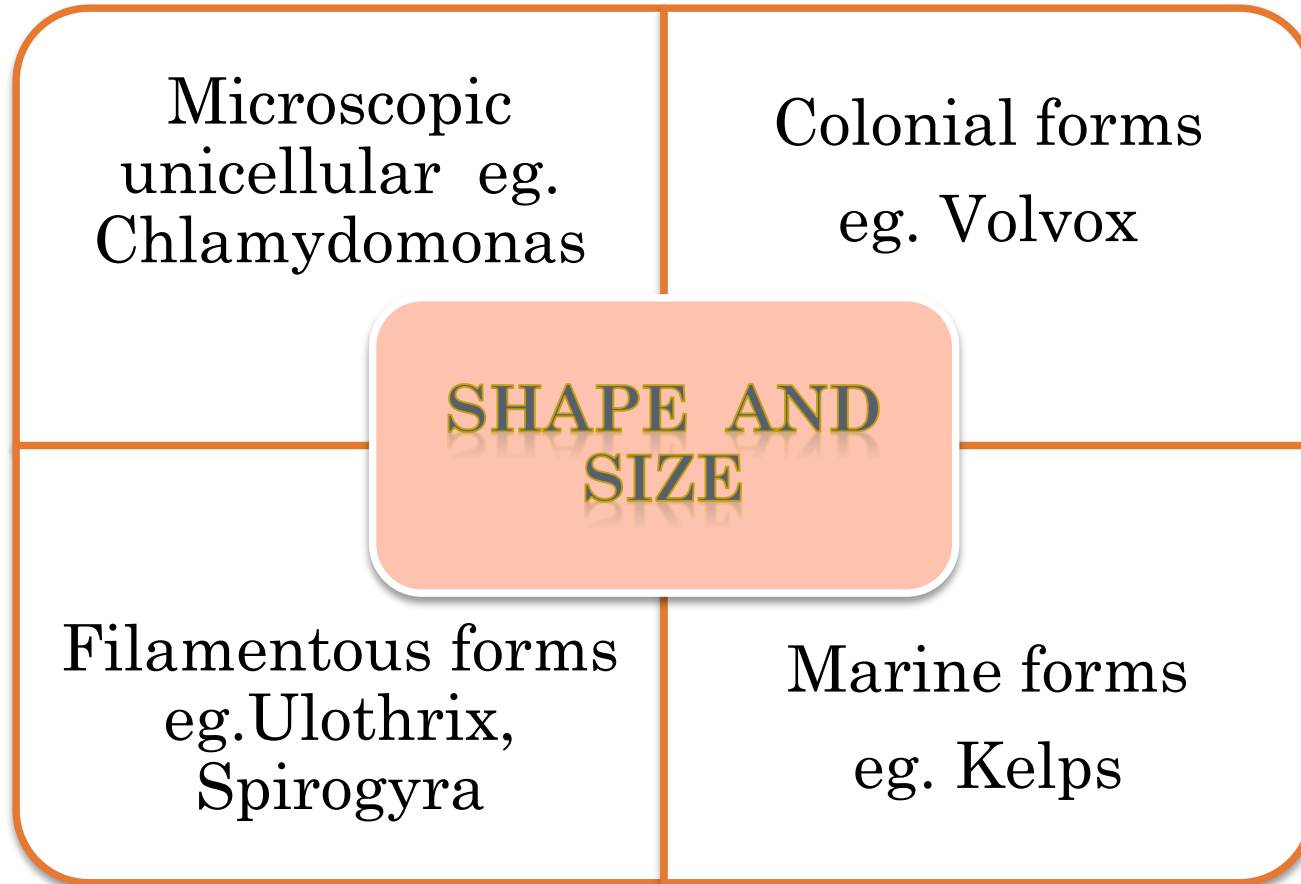 Microscopic
unicellular eg.
Chlamydomonas
Colonial forms
eg. Volvox
SHAPE AND
SIZE
Filamentous forms
eg.Ulothrix,
Spirogyra
Marine forms
eg. Kelps